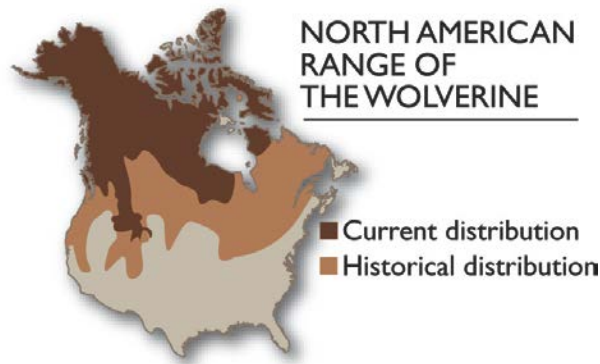 NORTH AMERICAN
RANGE OF
THE WOLVERINE
Current distribution
Historical distribution